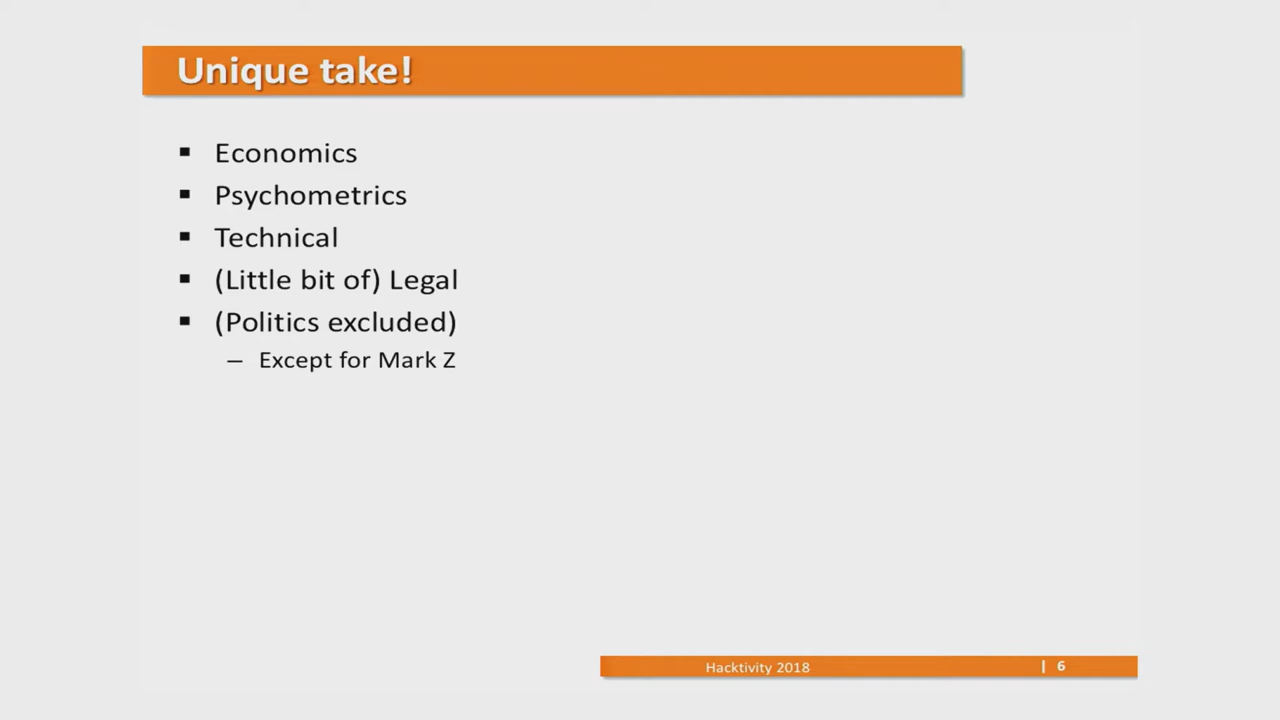 Unique take!
Economics
Psychometrics
Technical
(Little bit of) Legal
(Politics excluded)
– Except for Mark Z
Hacktivity 2018
| 6